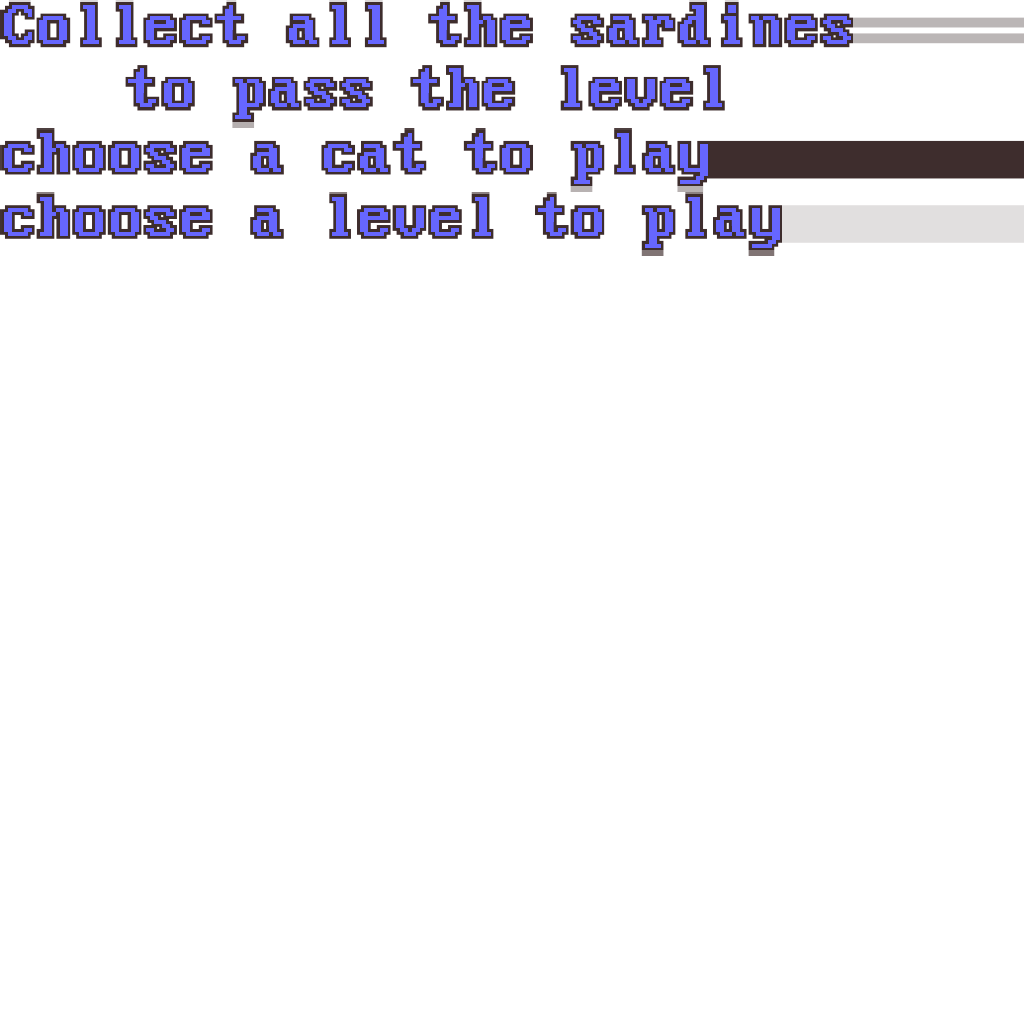 Collect all the sardines
to pass the level
choose a cat to play
choose a level to play